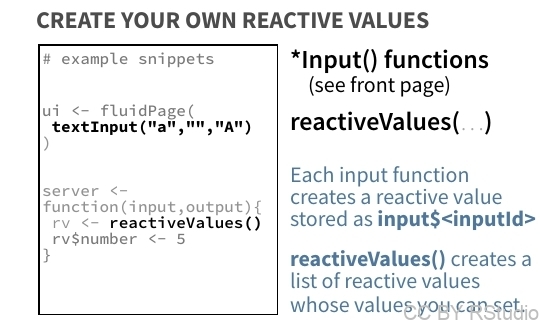 CREATE YOUR OWN REACTIVE VALUES
# example snippets
ui <- fluidPage(
textInput("a","","A")
)
server <-
function(input,output){
rv <- reactiveValues()
rv$number <- 5
}
*Input() functions
(see front page)
reactiveValues(...)
Each input function
creates a reactive value
stored as input$<inputId>
reactiveValues() creates a
list of reactive values
whose values you can set.
CC BY RStudio